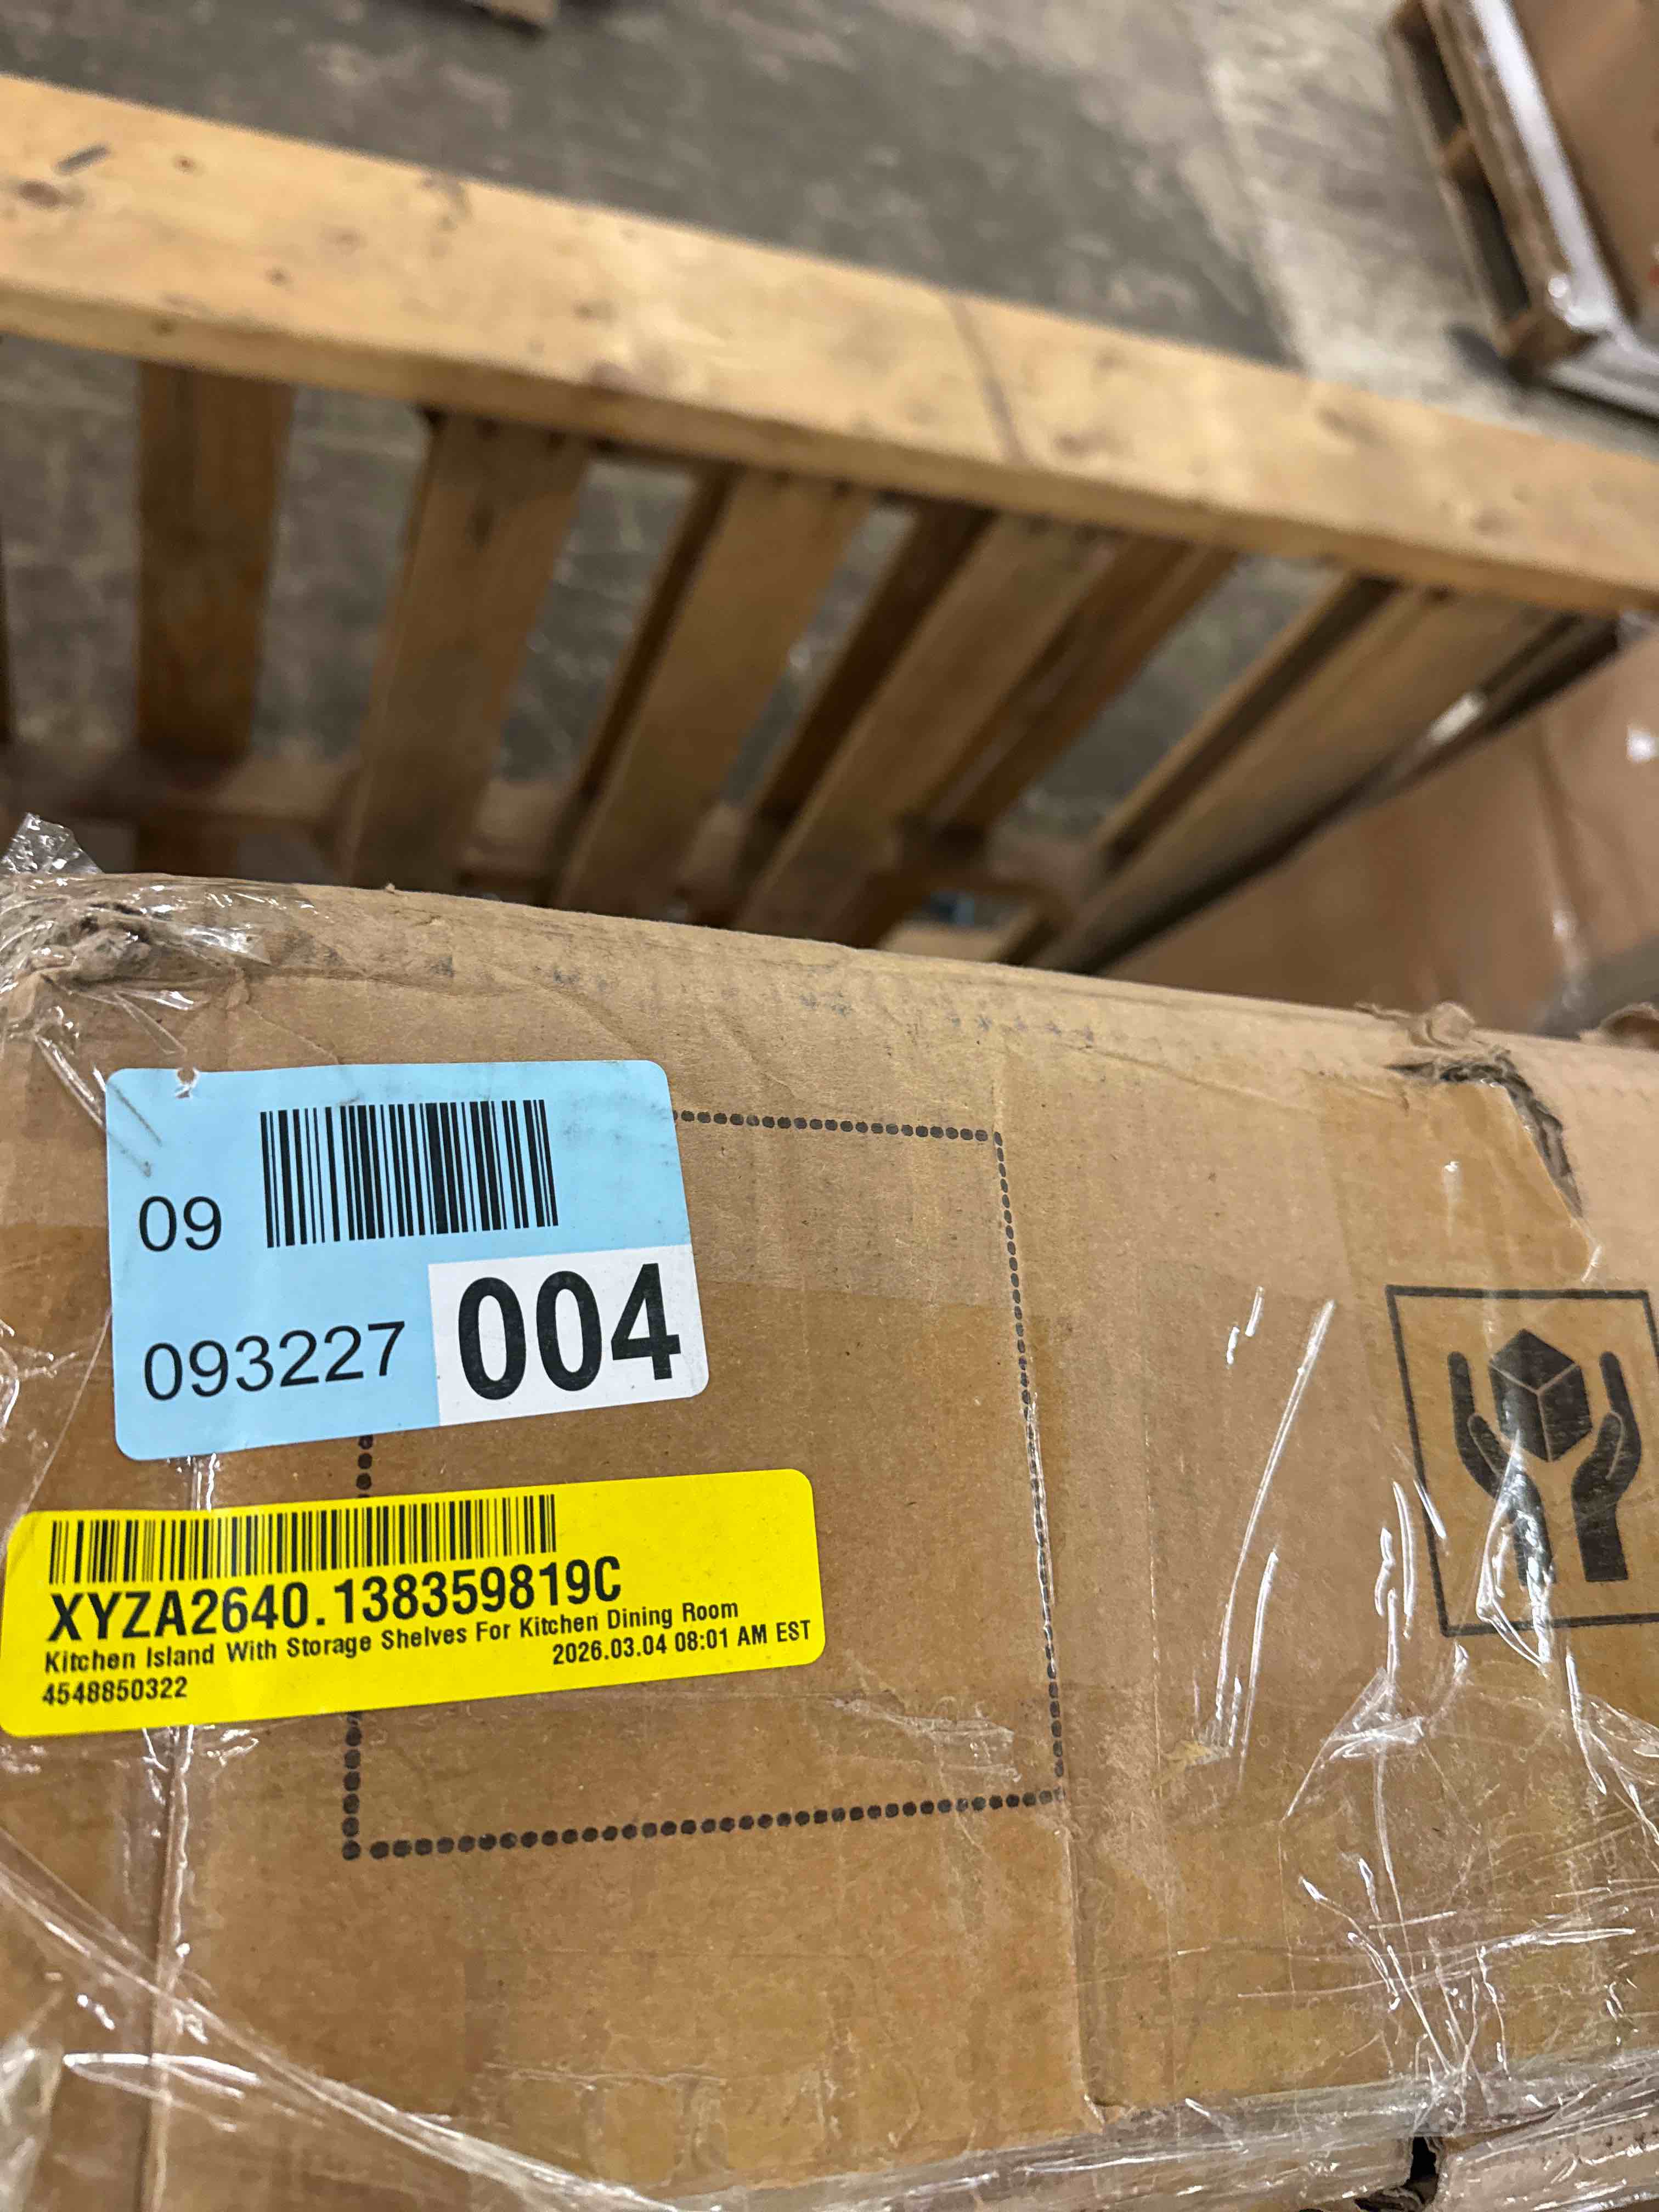 09
093227 004
XYZA2640.138359819C
Kitchen Island With Storage Shelves For Kitchen Dining Room
2026.03.04 08:01 AM EST
4548850322